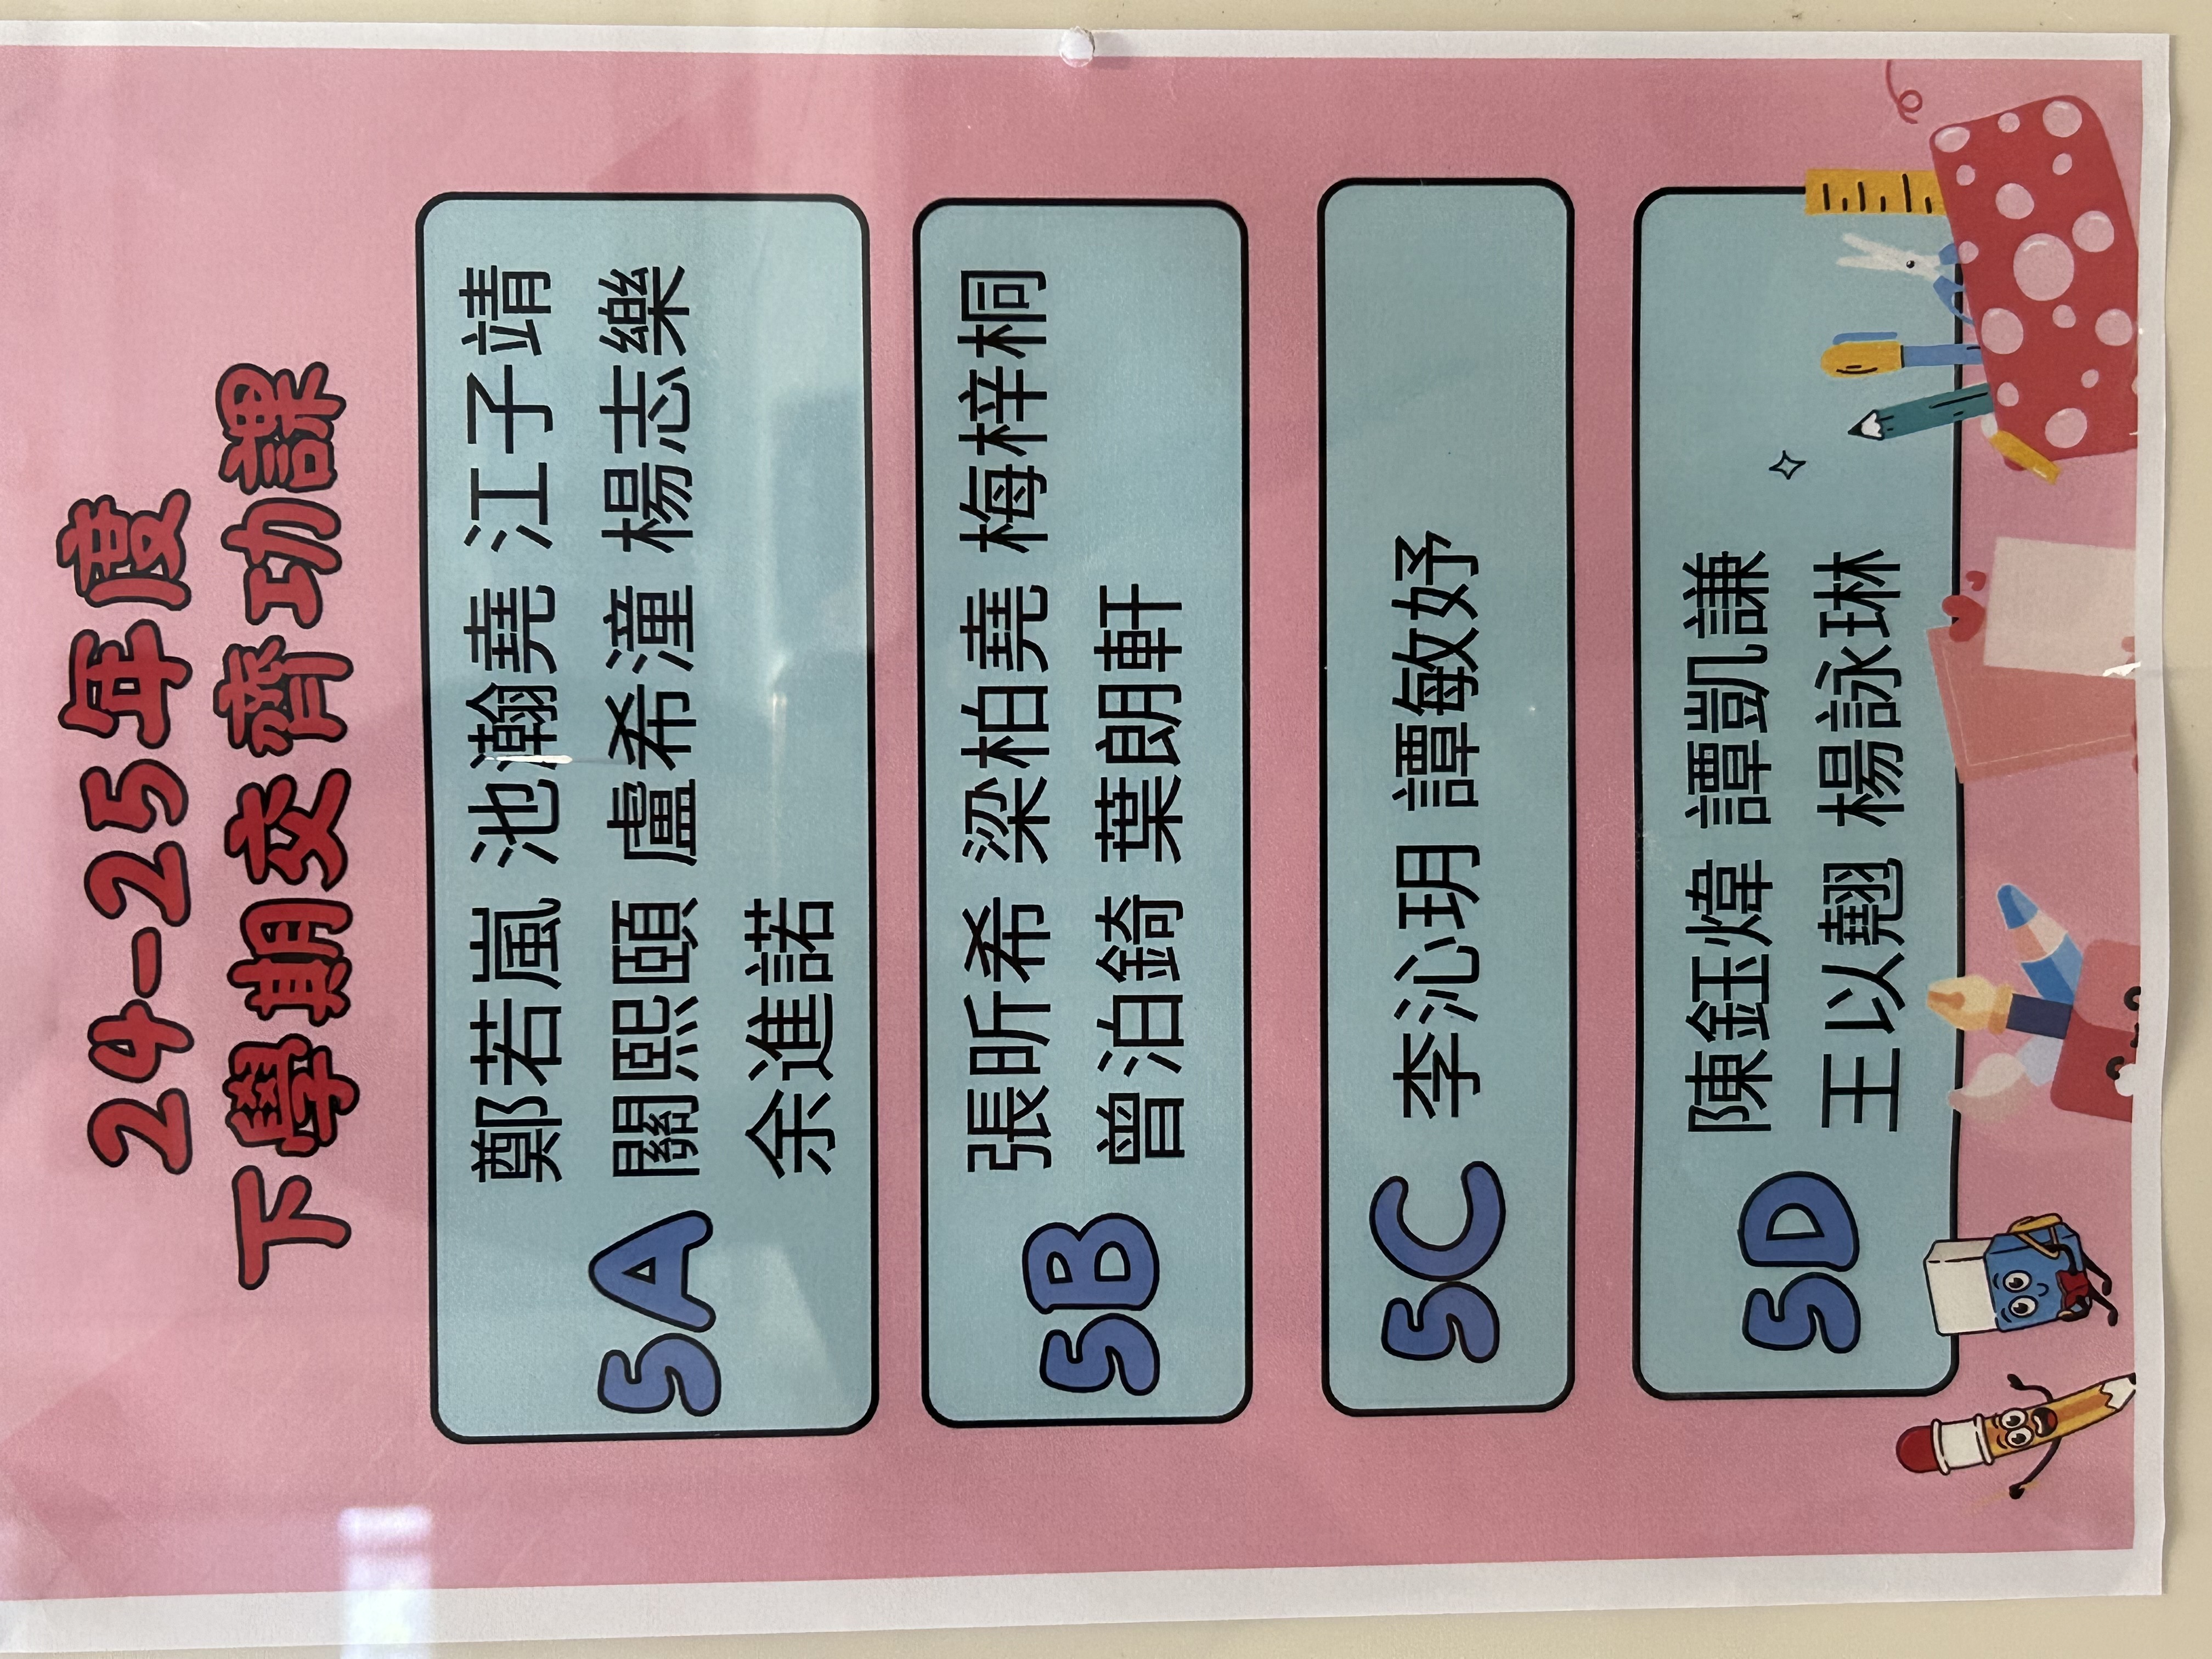 24-25年度
下學期交齊功課
5A
鄭若嵐 池瀚堯 江子靖
關熙頤 盧希潼 楊志樂
余進諾
5B
張昕希 梁柏堯 梅梓桐
曾泊錡 葉朗軒
5C
李沁玥 譚敏妤
5D
陳鈺煒 譚凱謙
王以蕘 楊詠琳